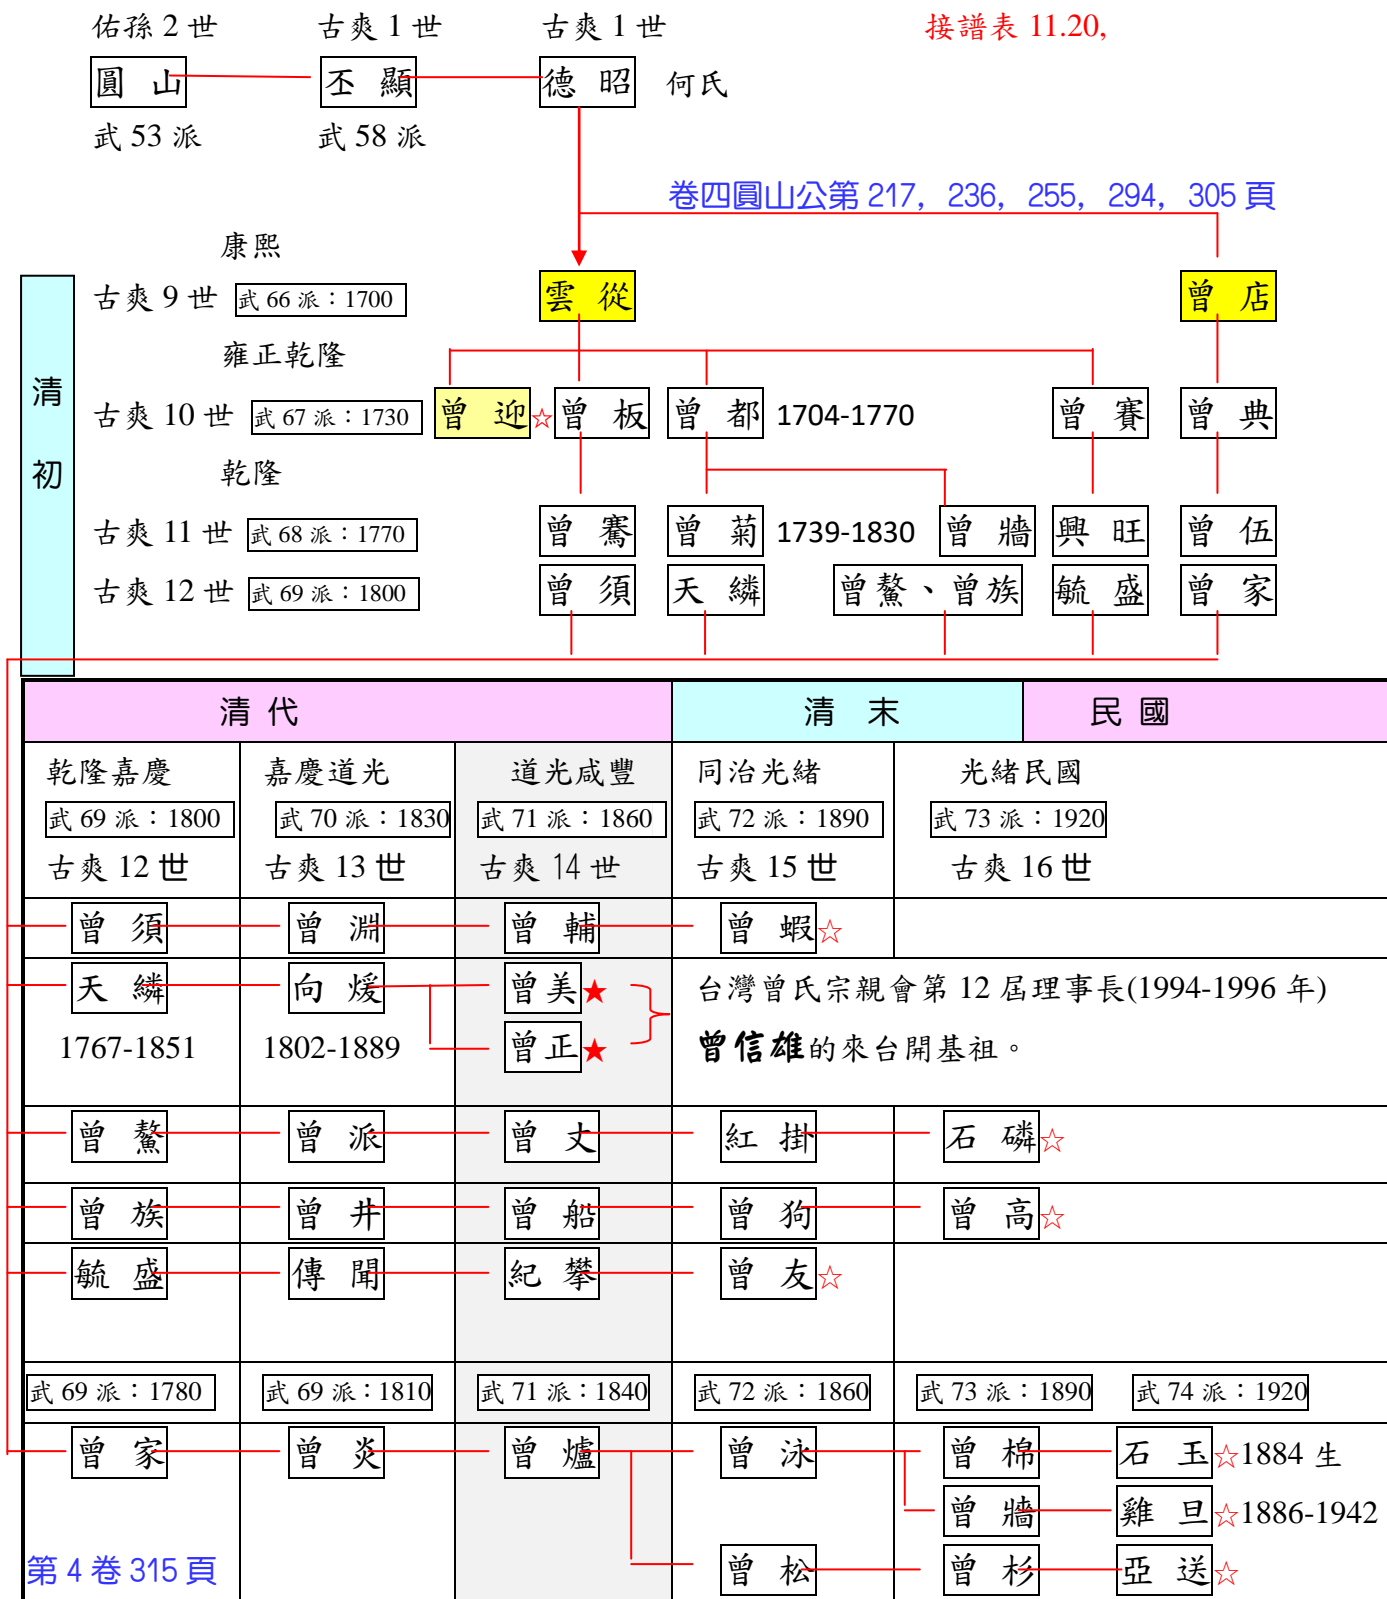 佑孫 2 世 古奭 1 世 古奭 1 世 接譜表 11.20,
圓 山 丕 顯 德 昭 何氏
武 53 派 武 58 派
卷四圓山公第 217，236，255，294，305 頁
康熙
古奭 9 世 武 66 派：1700 雲 從 曾 店
雍正乾隆
清初
古奭 10 世 武 67 派：1730 曾 迎☆ 曾 板 曾 都 1704-1770 曾 賽 曾 典
乾隆
古奭 11 世 武 68 派：1770 曾 騫 曾 菊 1739-1830 曾 牆 興 旺 曾 伍
古奭 12 世 武 69 派：1800 曾 須 天 繗 曾鰲、曾族 毓 盛 曾 家
清 代 清 末 民 國
乾隆嘉慶 嘉慶道光 道光咸豐 同治光緒 光緒民國
武 69 派：1800 武 70 派：1830 武 71 派：1860 武 72 派：1890 武 73 派：1920
古奭 12 世 古奭 13 世 古奭 14 世 古奭 15 世 古奭 16 世
曾 須 曾 淵 曾 輔 曾 蝦☆
天 繗 向 煖 曾美★ 台灣曾氏宗親會第 12 屆理事長(1994-1996 年)
1767-1851 1802-1889 曾正★ 曾信雄的來台開基祖。
曾 鰲 曾 派 曾 丈 紅 掛 石 磷☆
曾 族 曾 井 曾 船 曾 狗 曾 高☆
毓 盛 傳 聞 紀 攀 曾 友☆
武 69 派：1780 武 69 派：1810 武 71 派：1840 武 72 派：1860 武 73 派：1890 武 74 派：1920
曾 家 曾 炎 曾 爐 曾 泳 曾 棉 石 玉☆1884 生
曾 牆 雞 旦☆1886-1942
第 4 卷 315 頁 曾 松 曾 杉 亞 送☆